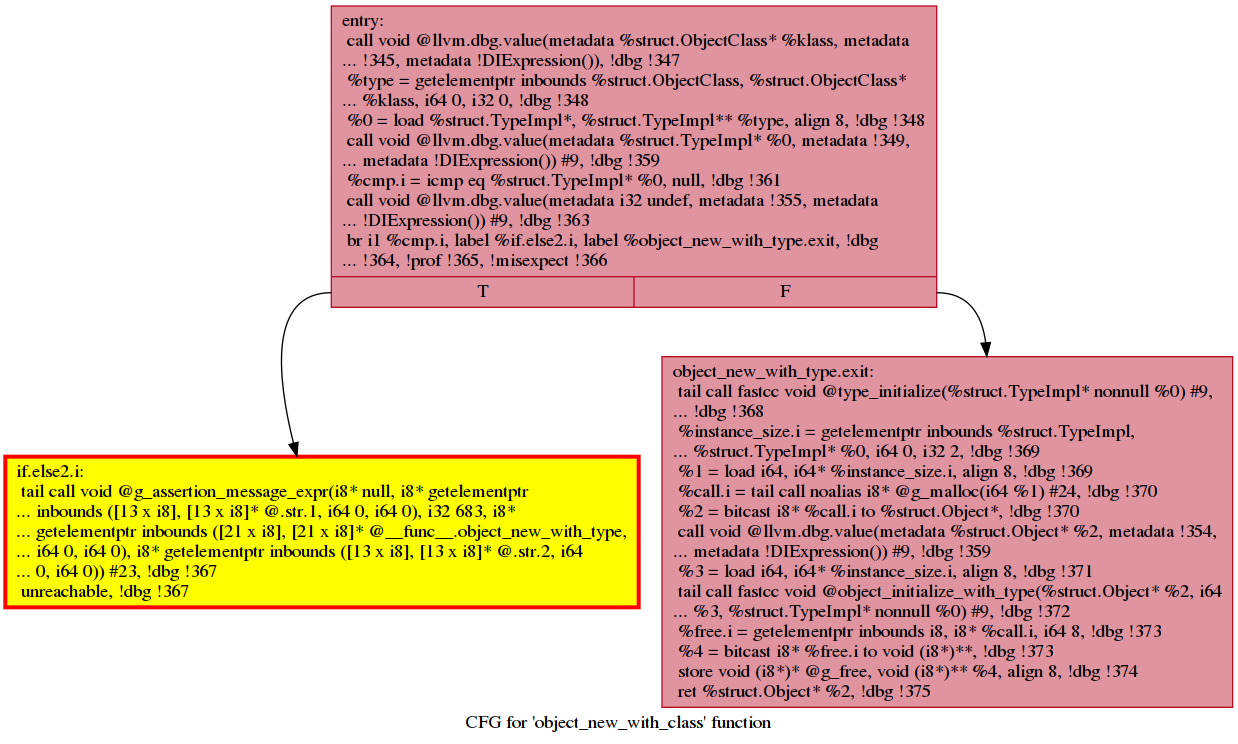 entry:
call void @llvm.dbg.value(metadata %struct.ObjectClass* %klass, metadata
... !345, metadata !DIExpression()), !dbg !347
%type = getelementptr inbounds %struct.ObjectClass, %struct.ObjectClass*
... %klass, i64 0, i32 0, !dbg !348
%0 = load %struct.TypeImpl*, %struct.TypeImpl** %type, align 8, !dbg !348
call void @llvm.dbg.value(metadata %struct.TypeImpl* %0, metadata !349,
... metadata !DIExpression()) #9, !dbg !359
%cmp.i = icmp eq %struct.TypeImpl* %0, null, !dbg !361
call void @llvm.dbg.value(metadata i32 undef, metadata !355, metadata
... !DIExpression()) #9, !dbg !363
br i1 %cmp.i, label %if.else2.i, label %object_new_with_type.exit, !dbg
... !364, !prof !365, !misexpect !366
T F
object_new_with_type.exit:
tail call fastcc void @type_initialize(%struct.TypeImpl* nonnull %0) #9,
... !dbg !368
%instance_size.i = getelementptr inbounds %struct.TypeImpl,
... %struct.TypeImpl* %0, i64 0, i32 2, !dbg !369
%1 = load i64, i64* %instance_size.i, align 8, !dbg !369
%call.i = tail call noalias i8* @g_malloc(i64 %1) #24, !dbg !370
%2 = bitcast i8* %call.i to %struct.Object*, !dbg !370
call void @llvm.dbg.value(metadata %struct.Object* %2, metadata !354,
... metadata !DIExpression()) #9, !dbg !359
%3 = load i64, i64* %instance_size.i, align 8, !dbg !371
tail call fastcc void @object_initialize_with_type(%struct.Object* %2, i64
... %3, %struct.TypeImpl* nonnull %0) #9, !dbg !372
%free.i = getelementptr inbounds i8, i8* %call.i, i64 8, !dbg !373
%4 = bitcast i8* %free.i to void (i8*)**, !dbg !373
store void (i8*)* @g_free, void (i8*)** %4, align 8, !dbg !374
ret %struct.Object* %2, !dbg !375
if.else2.i:
tail call void @g_assertion_message_expr(i8* null, i8* getelementptr
... inbounds ([13 x i8], [13 x i8]* @.str.1, i64 0, i64 0), i32 683, i8*
... getelementptr inbounds ([21 x i8], [21 x i8]* @__func__.object_new_with_type,
... i64 0, i64 0), i8* getelementptr inbounds ([13 x i8], [13 x i8]* @.str.2, i64
... 0, i64 0)) #23, !dbg !367
unreachable, !dbg !367
CFG for 'object_new_with_class' function